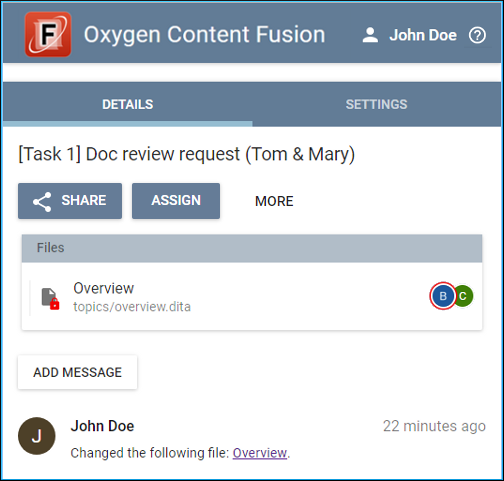 F
Oxygen Content Fusion
John Doe
?
DETAILS
SETTINGS
[Task 1] Doc review request (Tom & Mary)
SHARE
ASSIGN
MORE
Files
Overview
topics/overview.dita
B
C
ADD MESSAGE
J
John Doe
22 minutes ago
Changed the following file: Overview.